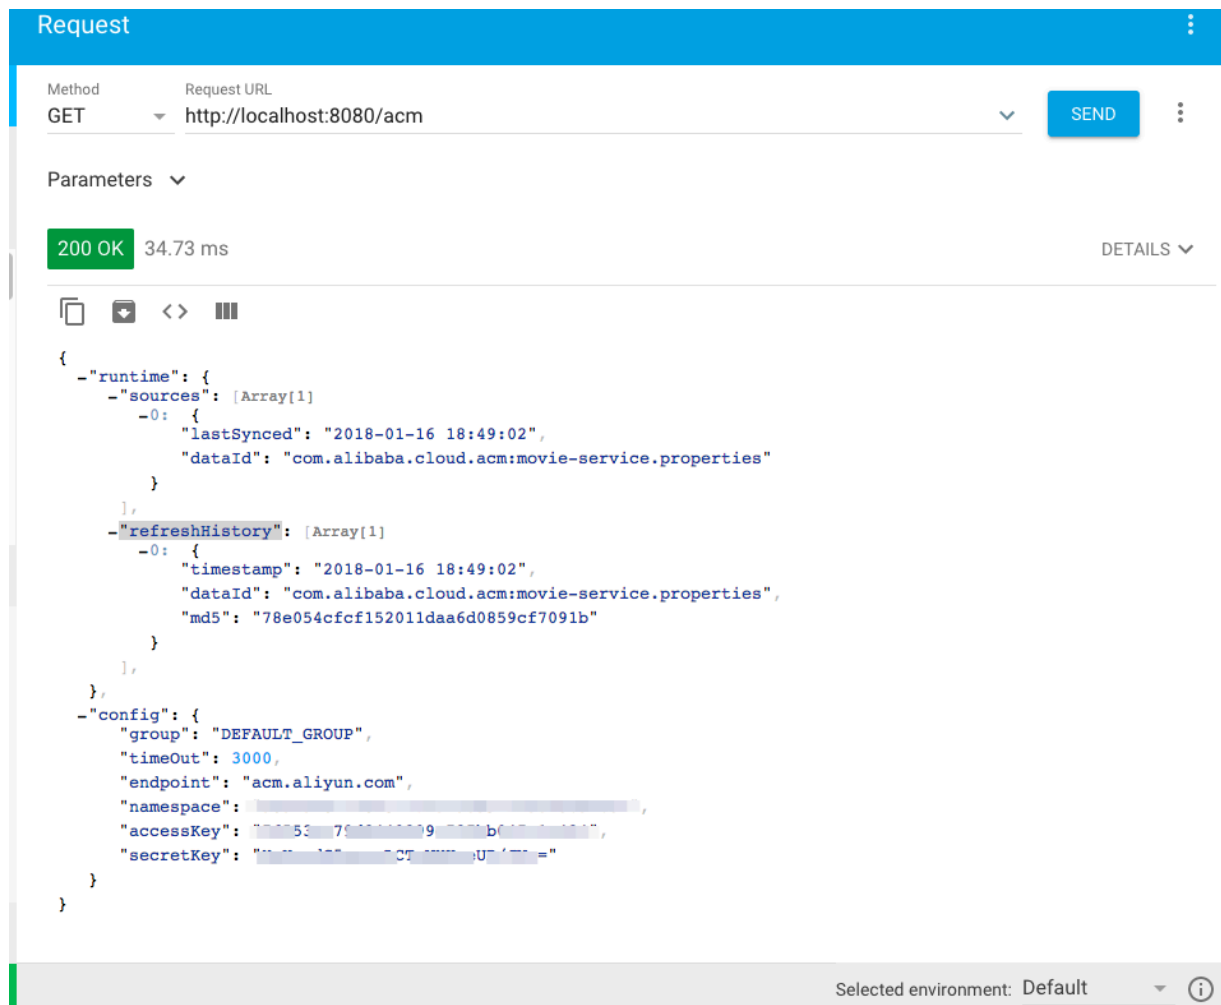 Request
Method
Request URL
GET
http://localhost:8080/acm
SEND
Parameters
200 OK
34.73 ms
DETAILS
{
-"runtime": {
-"sources": [Array[1]
-0: {
"lastSynced": "2018-01-16 18:49:02",
"dataId": "com.alibaba.cloud.acm:movie-service.properties"
}
],
-"refreshHistory": [Array[1]
-0: {
"timestamp": "2018-01-16 18:49:02",
"dataId": "com.alibaba.cloud.acm:movie-service.properties",
"md5": "78e054cfcf152011daa6d0859cf7091b"
}
],
},
-"config": {
"group": "DEFAULT_GROUP",
"timeOut": 3000,
"endpoint": "acm.aliyun.com",
"namespace":
"accessKey":
"secretKey":
}
}
Selected environment: Default